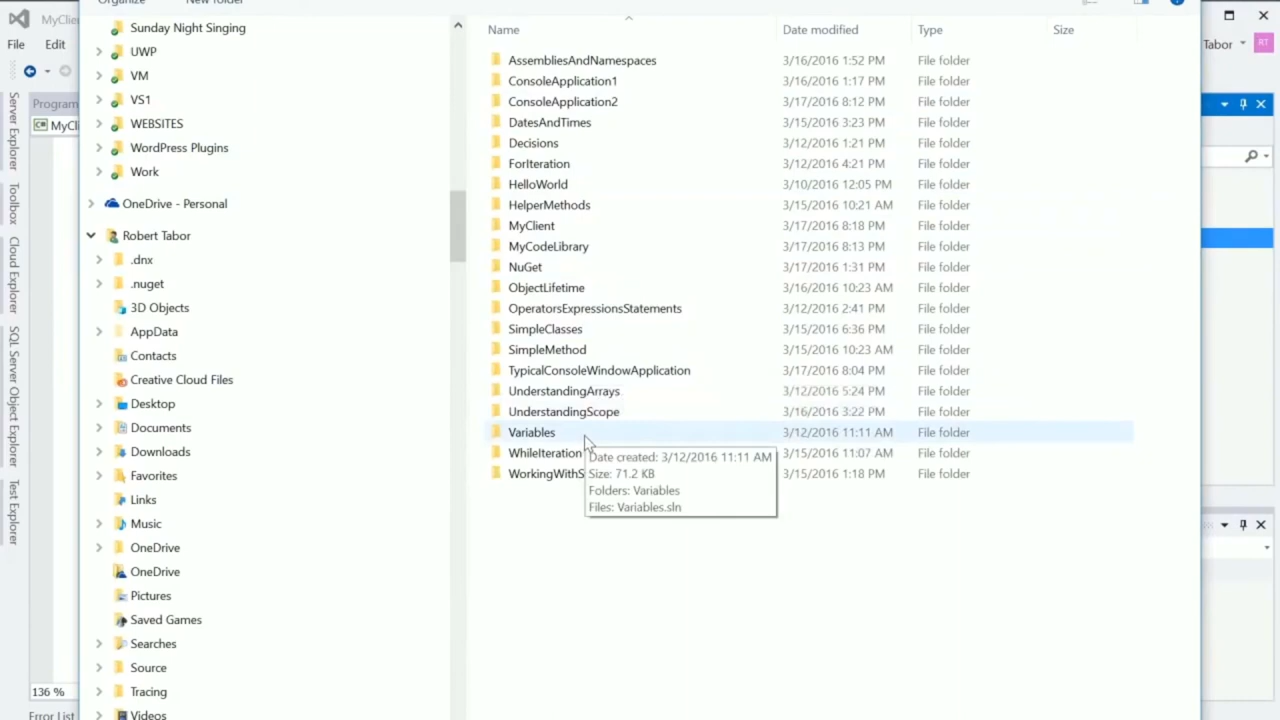 Organize New folder
MyClie
File Edit
Tabor RT
Server Explorer
Toolbox
Cloud Explorer
SQL Server Object Explorer
Test Explorer
Program
MyCli
136 %
Error List
Sunday Night Singing
UWP
VM
VS1
WEBSITES
WordPress Plugins
Work
OneDrive - Personal
Robert Tabor
.dnx
.nuget
3D Objects
AppData
Contacts
Creative Cloud Files
Desktop
Documents
Downloads
Favorites
Links
Music
OneDrive
OneDrive
Pictures
Saved Games
Searches
Source
Tracing
Videos
Name Date modified Type Size
AssembliesAndNamespaces 3/16/2016 1:52 PM File folder
ConsoleApplication1 3/16/2016 1:17 PM File folder
ConsoleApplication2 3/17/2016 8:12 PM File folder
DatesAndTimes 3/15/2016 3:23 PM File folder
Decisions 3/12/2016 1:21 PM File folder
ForIteration 3/12/2016 4:21 PM File folder
HelloWorld 3/10/2016 12:05 PM File folder
HelperMethods 3/15/2016 10:21 AM File folder
MyClient 3/17/2016 8:18 PM File folder
MyCodeLibrary 3/17/2016 8:13 PM File folder
NuGet 3/17/2016 1:31 PM File folder
ObjectLifetime 3/16/2016 10:23 AM File folder
OperatorsExpressionsStatements 3/12/2016 2:41 PM File folder
SimpleClasses 3/15/2016 6:36 PM File folder
SimpleMethod 3/15/2016 10:23 AM File folder
TypicalConsoleWindowApplication 3/17/2016 8:04 PM File folder
UnderstandingArrays 3/12/2016 5:24 PM File folder
UnderstandingScope 3/16/2016 3:22 PM File folder
Variables 3/12/2016 11:11 AM File folder
WhileIteration 3/15/2016 11:07 AM File folder
WorkingWithS 3/15/2016 1:18 PM File folder
Date created: 3/12/2016 11:11 AM
Size: 71.2 KB
Folders: Variables
Files: Variables.sln